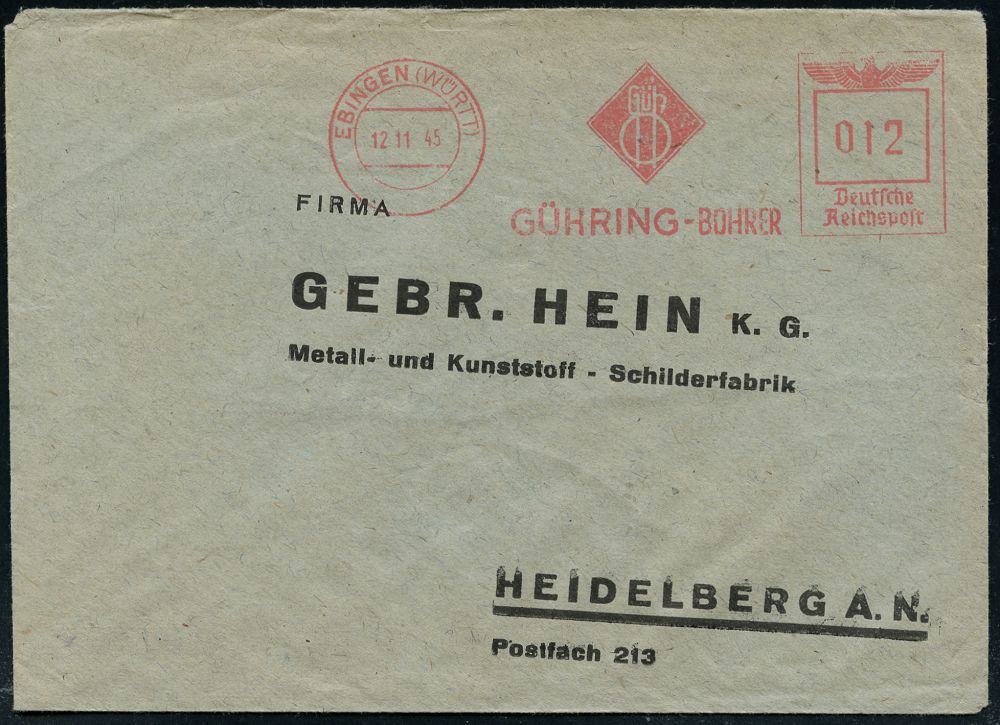 EBINGEN (WÜRTT)
12 11 45
Güh
GÜHRING-BOHRER
012
Deutsche
Reichspost
FIRMA
GEBR. HEIN K. G.
Metall- und Kunststoff - Schilderfabrik
HEIDELBERG A. N.
Postfach 213